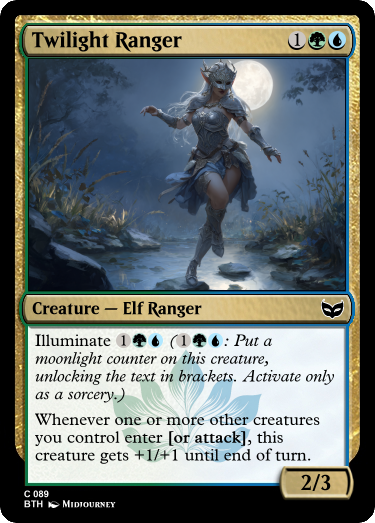 Twilight Ranger 1
Creature — Elf Ranger
Illuminate 1 (1 : Put a
moonlight counter on this creature,
unlocking the text in brackets. Activate only
as a sorcery.)
Whenever one or more other creatures
you control enter [or attack], this
creature gets +1/+1 until end of turn.
2/3
C 089
BTH Midjourney